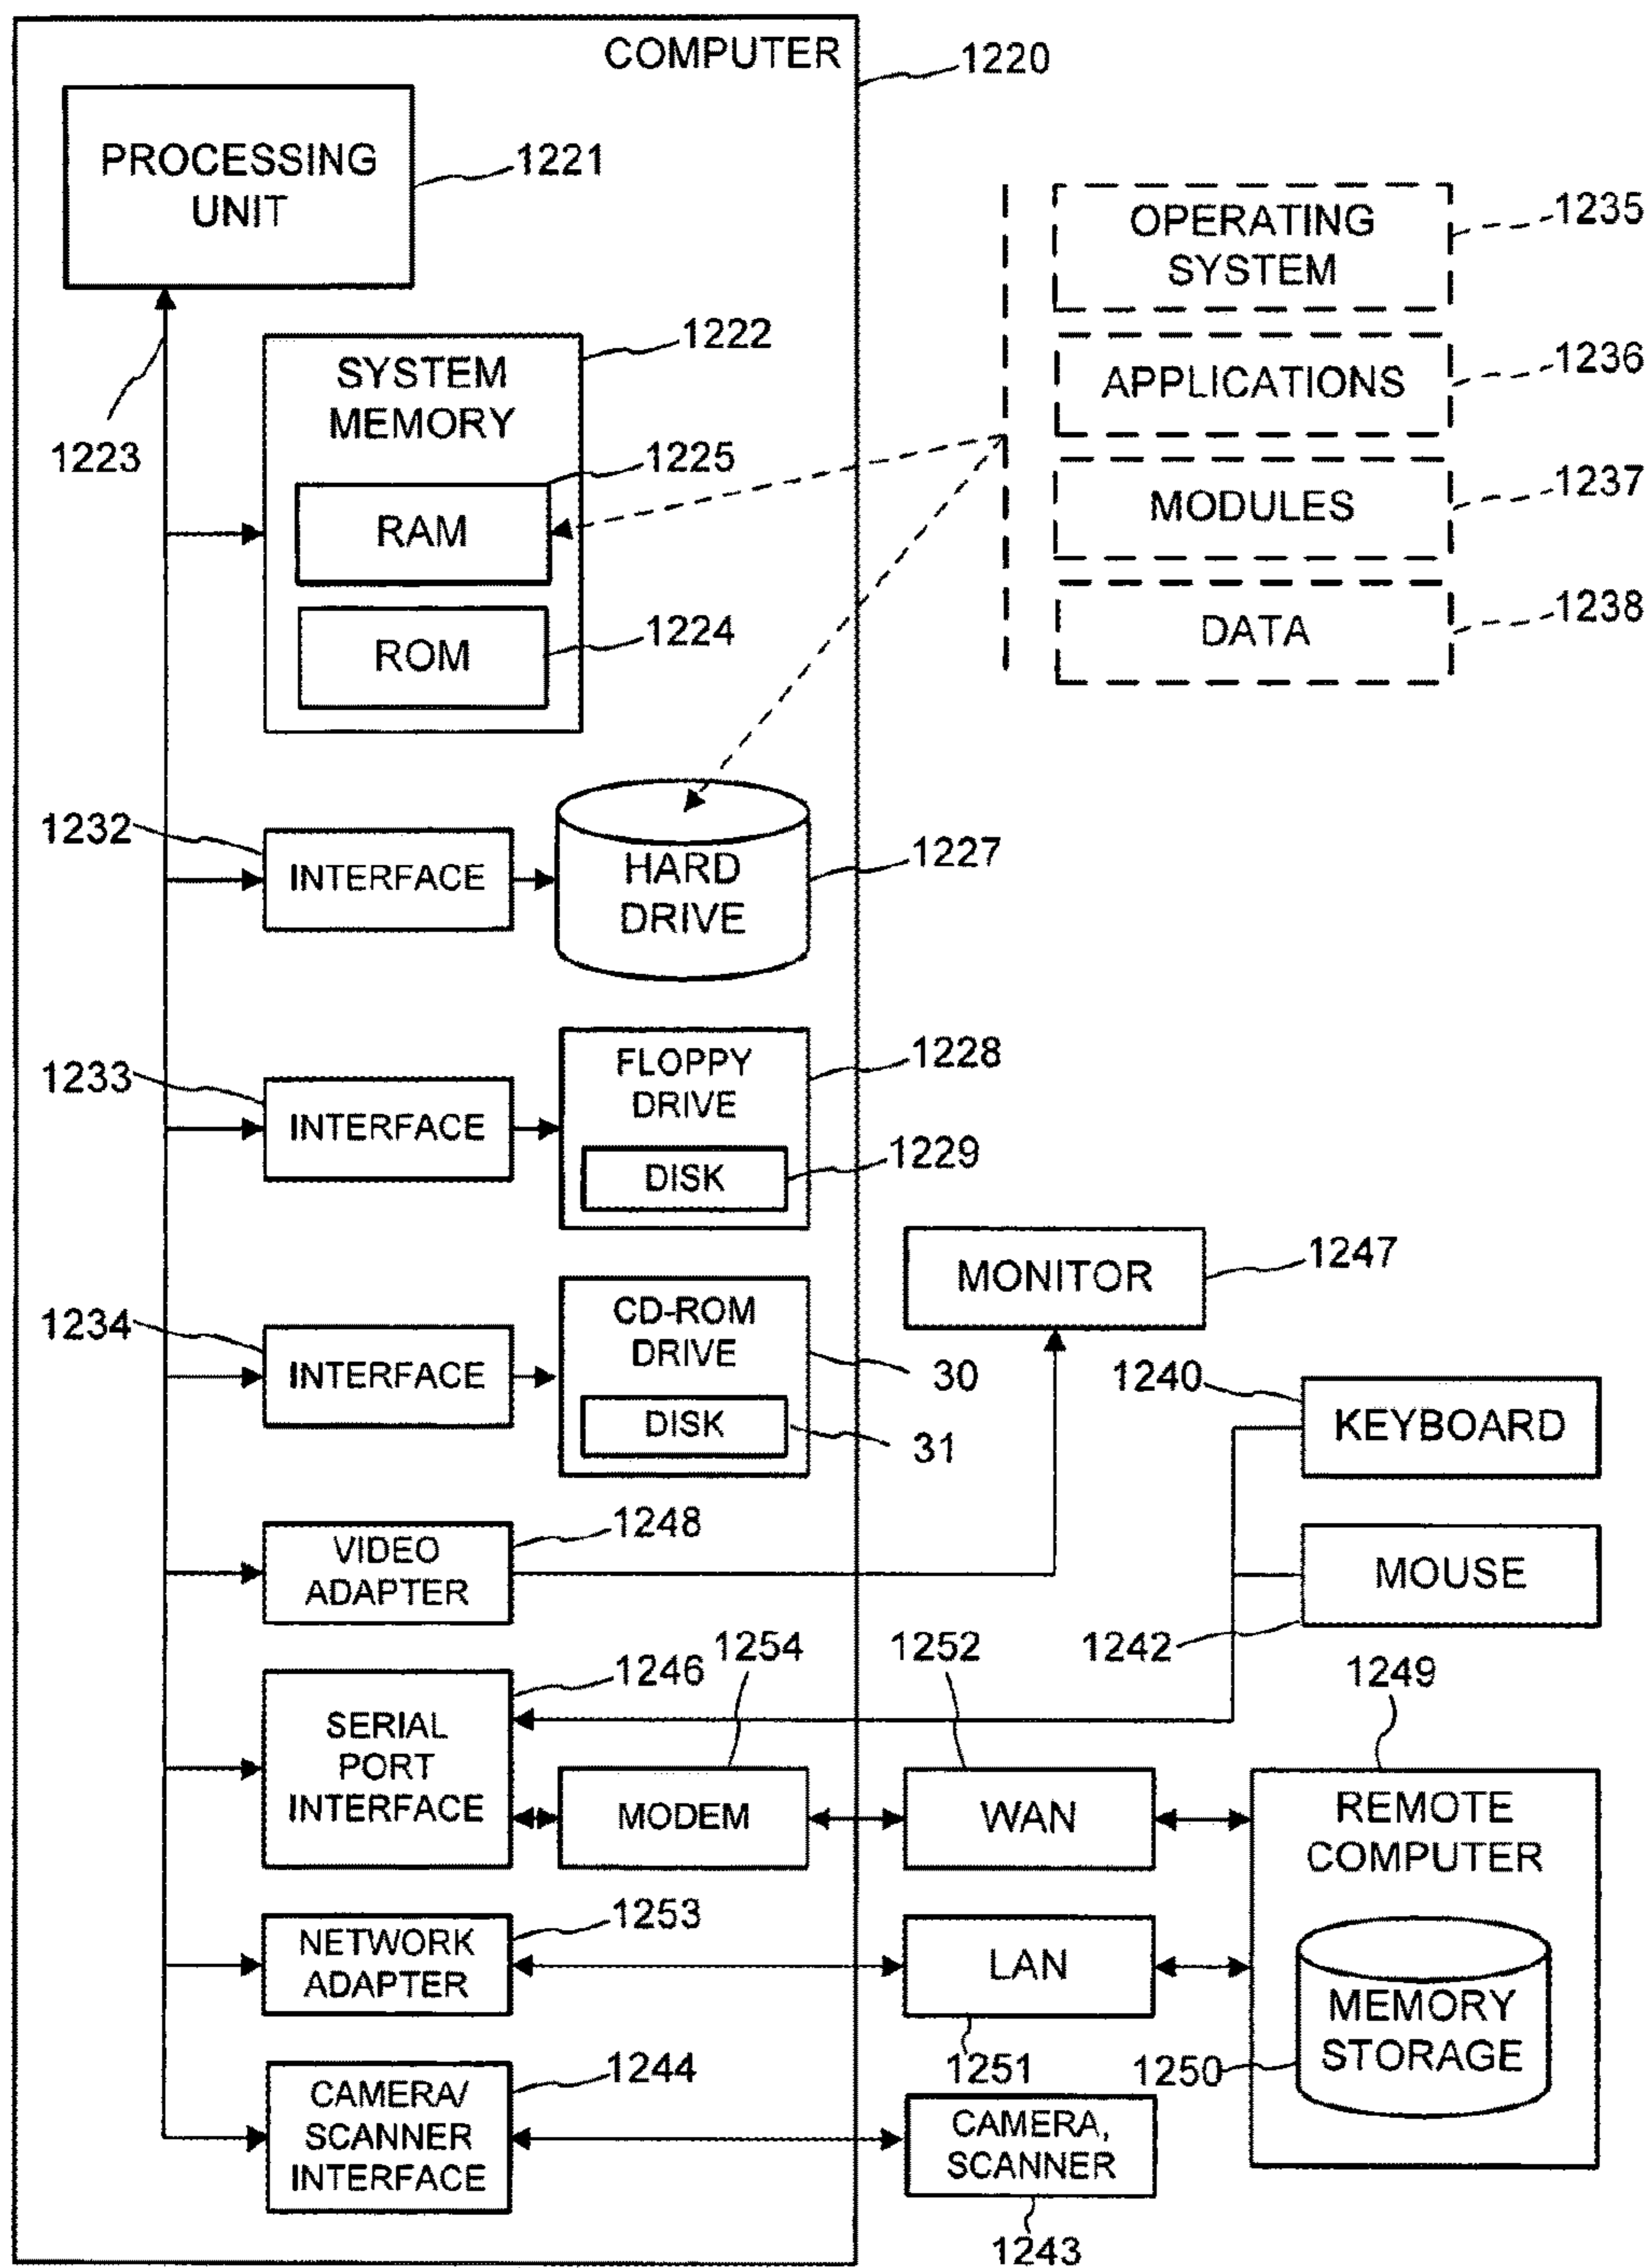 COMPUTER
1220
PROCESSING
UNIT
1221
1223
SYSTEM
MEMORY
1222
RAM
1225
ROM
1224
OPERATING
SYSTEM
1235
APPLICATIONS
1236
MODULES
1237
DATA
1238
1232
INTERFACE
HARD
DRIVE
1227
1233
INTERFACE
FLOPPY
DRIVE
1228
DISK
1229
1234
INTERFACE
CD-ROM
DRIVE
30
DISK
31
MONITOR
1247
1240
KEYBOARD
MOUSE
1242
VIDEO
ADAPTER
1248
SERIAL
PORT
INTERFACE
1246
MODEM
1254
WAN
1252
REMOTE
COMPUTER
1249
MEMORY
STORAGE
1250
NETWORK
ADAPTER
1253
LAN
1251
CAMERA/
SCANNER
INTERFACE
1244
CAMERA,
SCANNER
1243